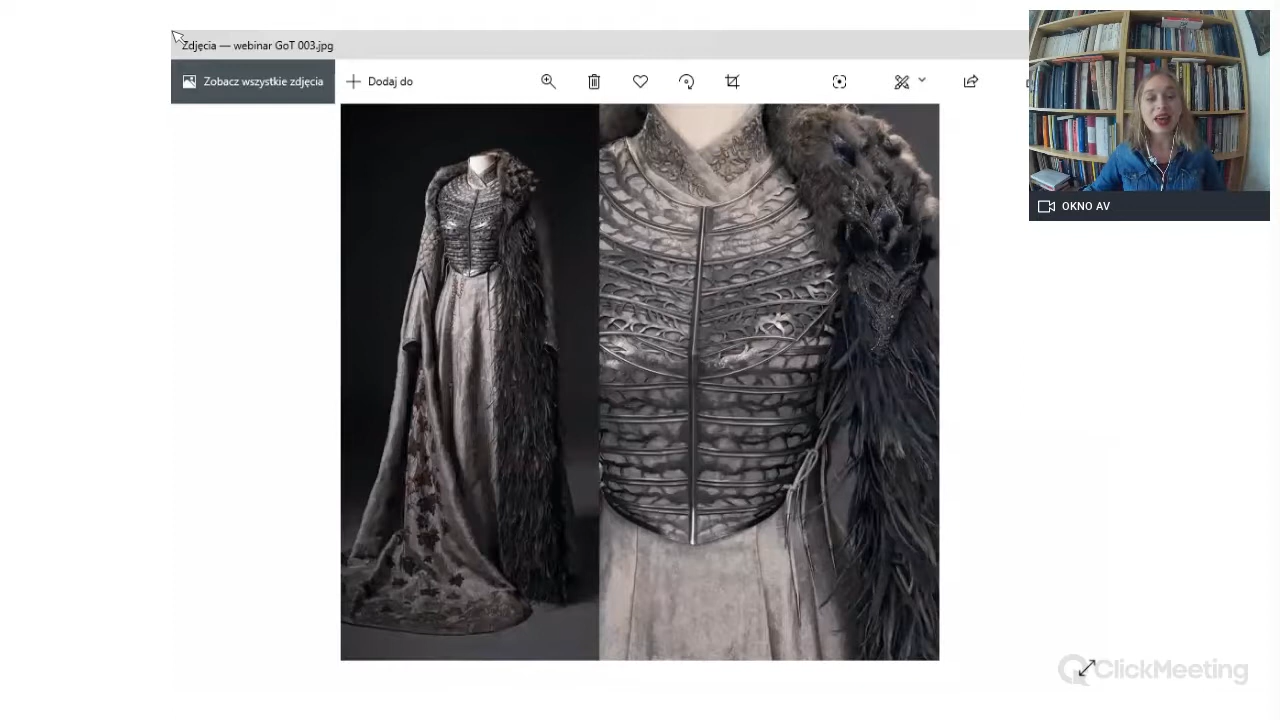 Zdjęcia — webinar GoT 003.jpg
Zobacz wszystkie zdjęcia
Dodaj do
OKNO AV
ClickMeeting